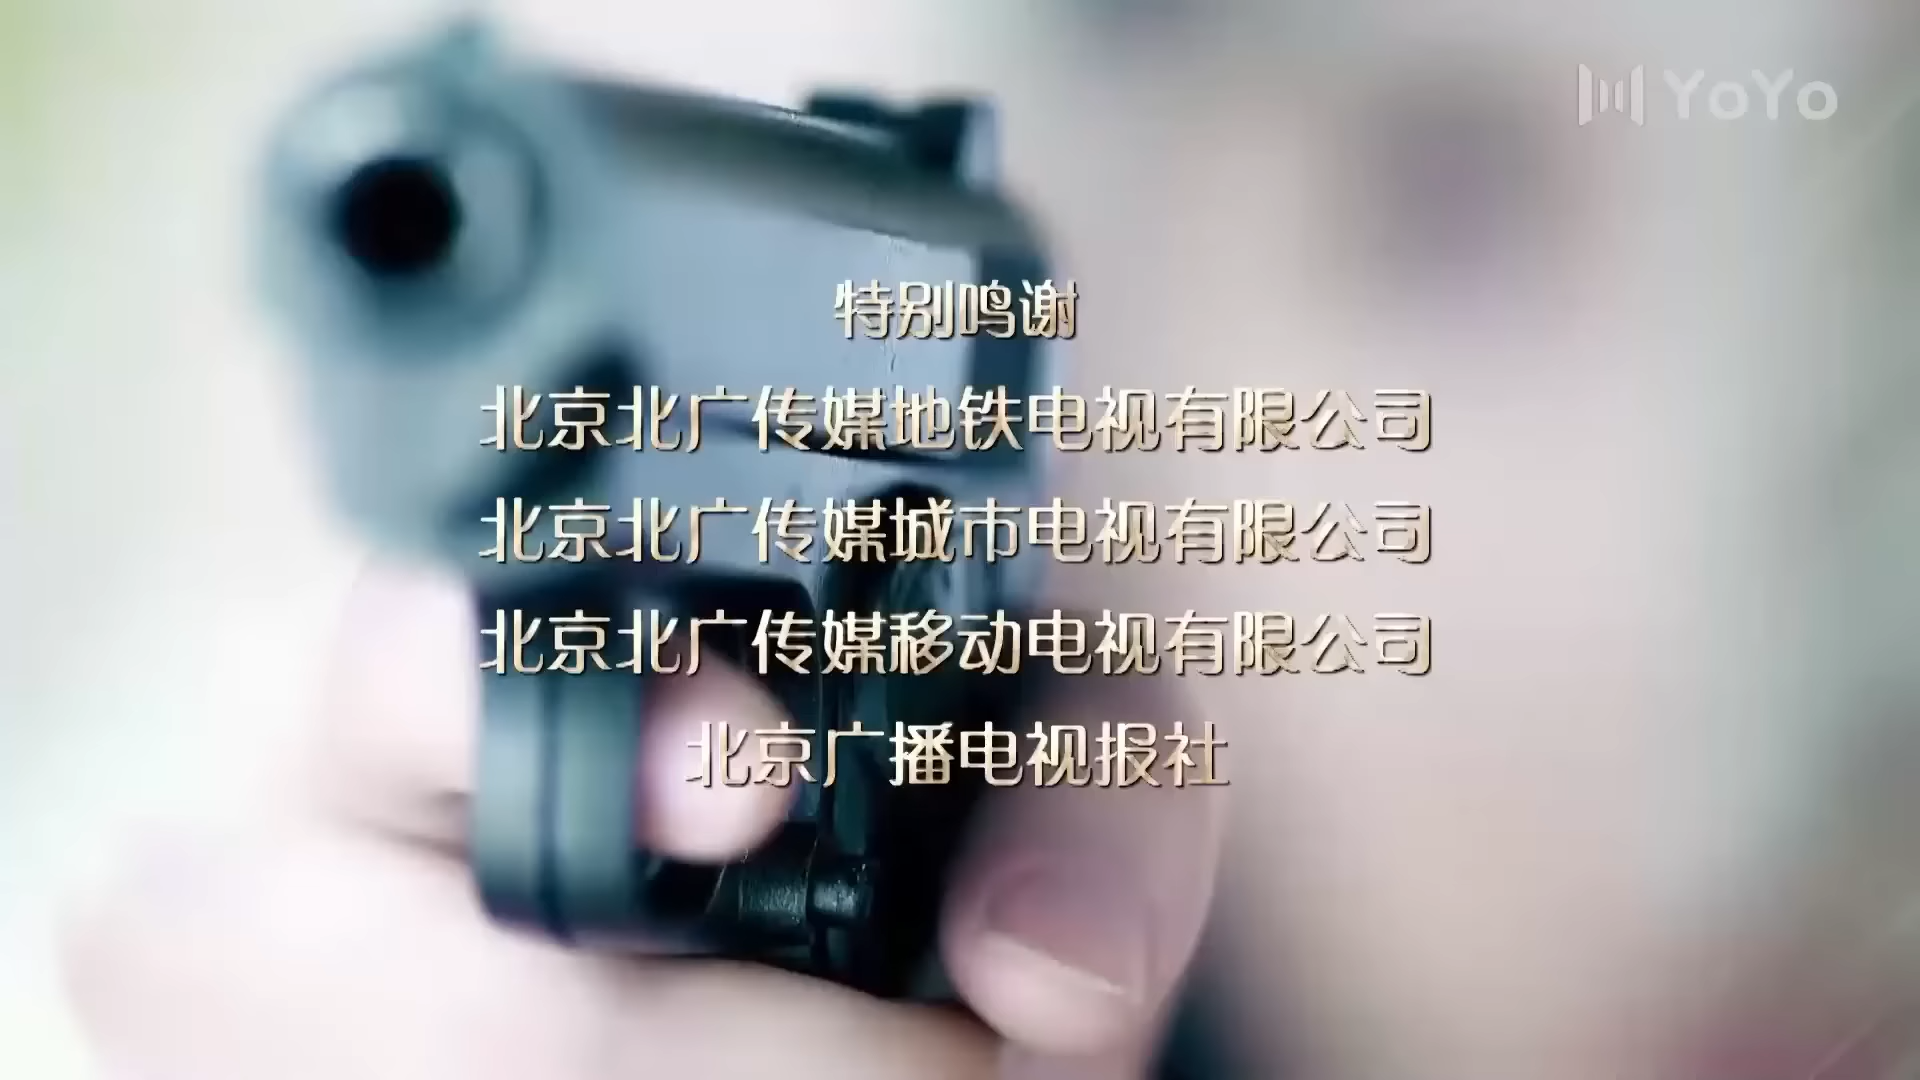 YoYo
特别鸣谢
北京北广传媒地铁电视有限公司
北京北广传媒城市电视有限公司
北京北广传媒移动电视有限公司
北京广播电视报社